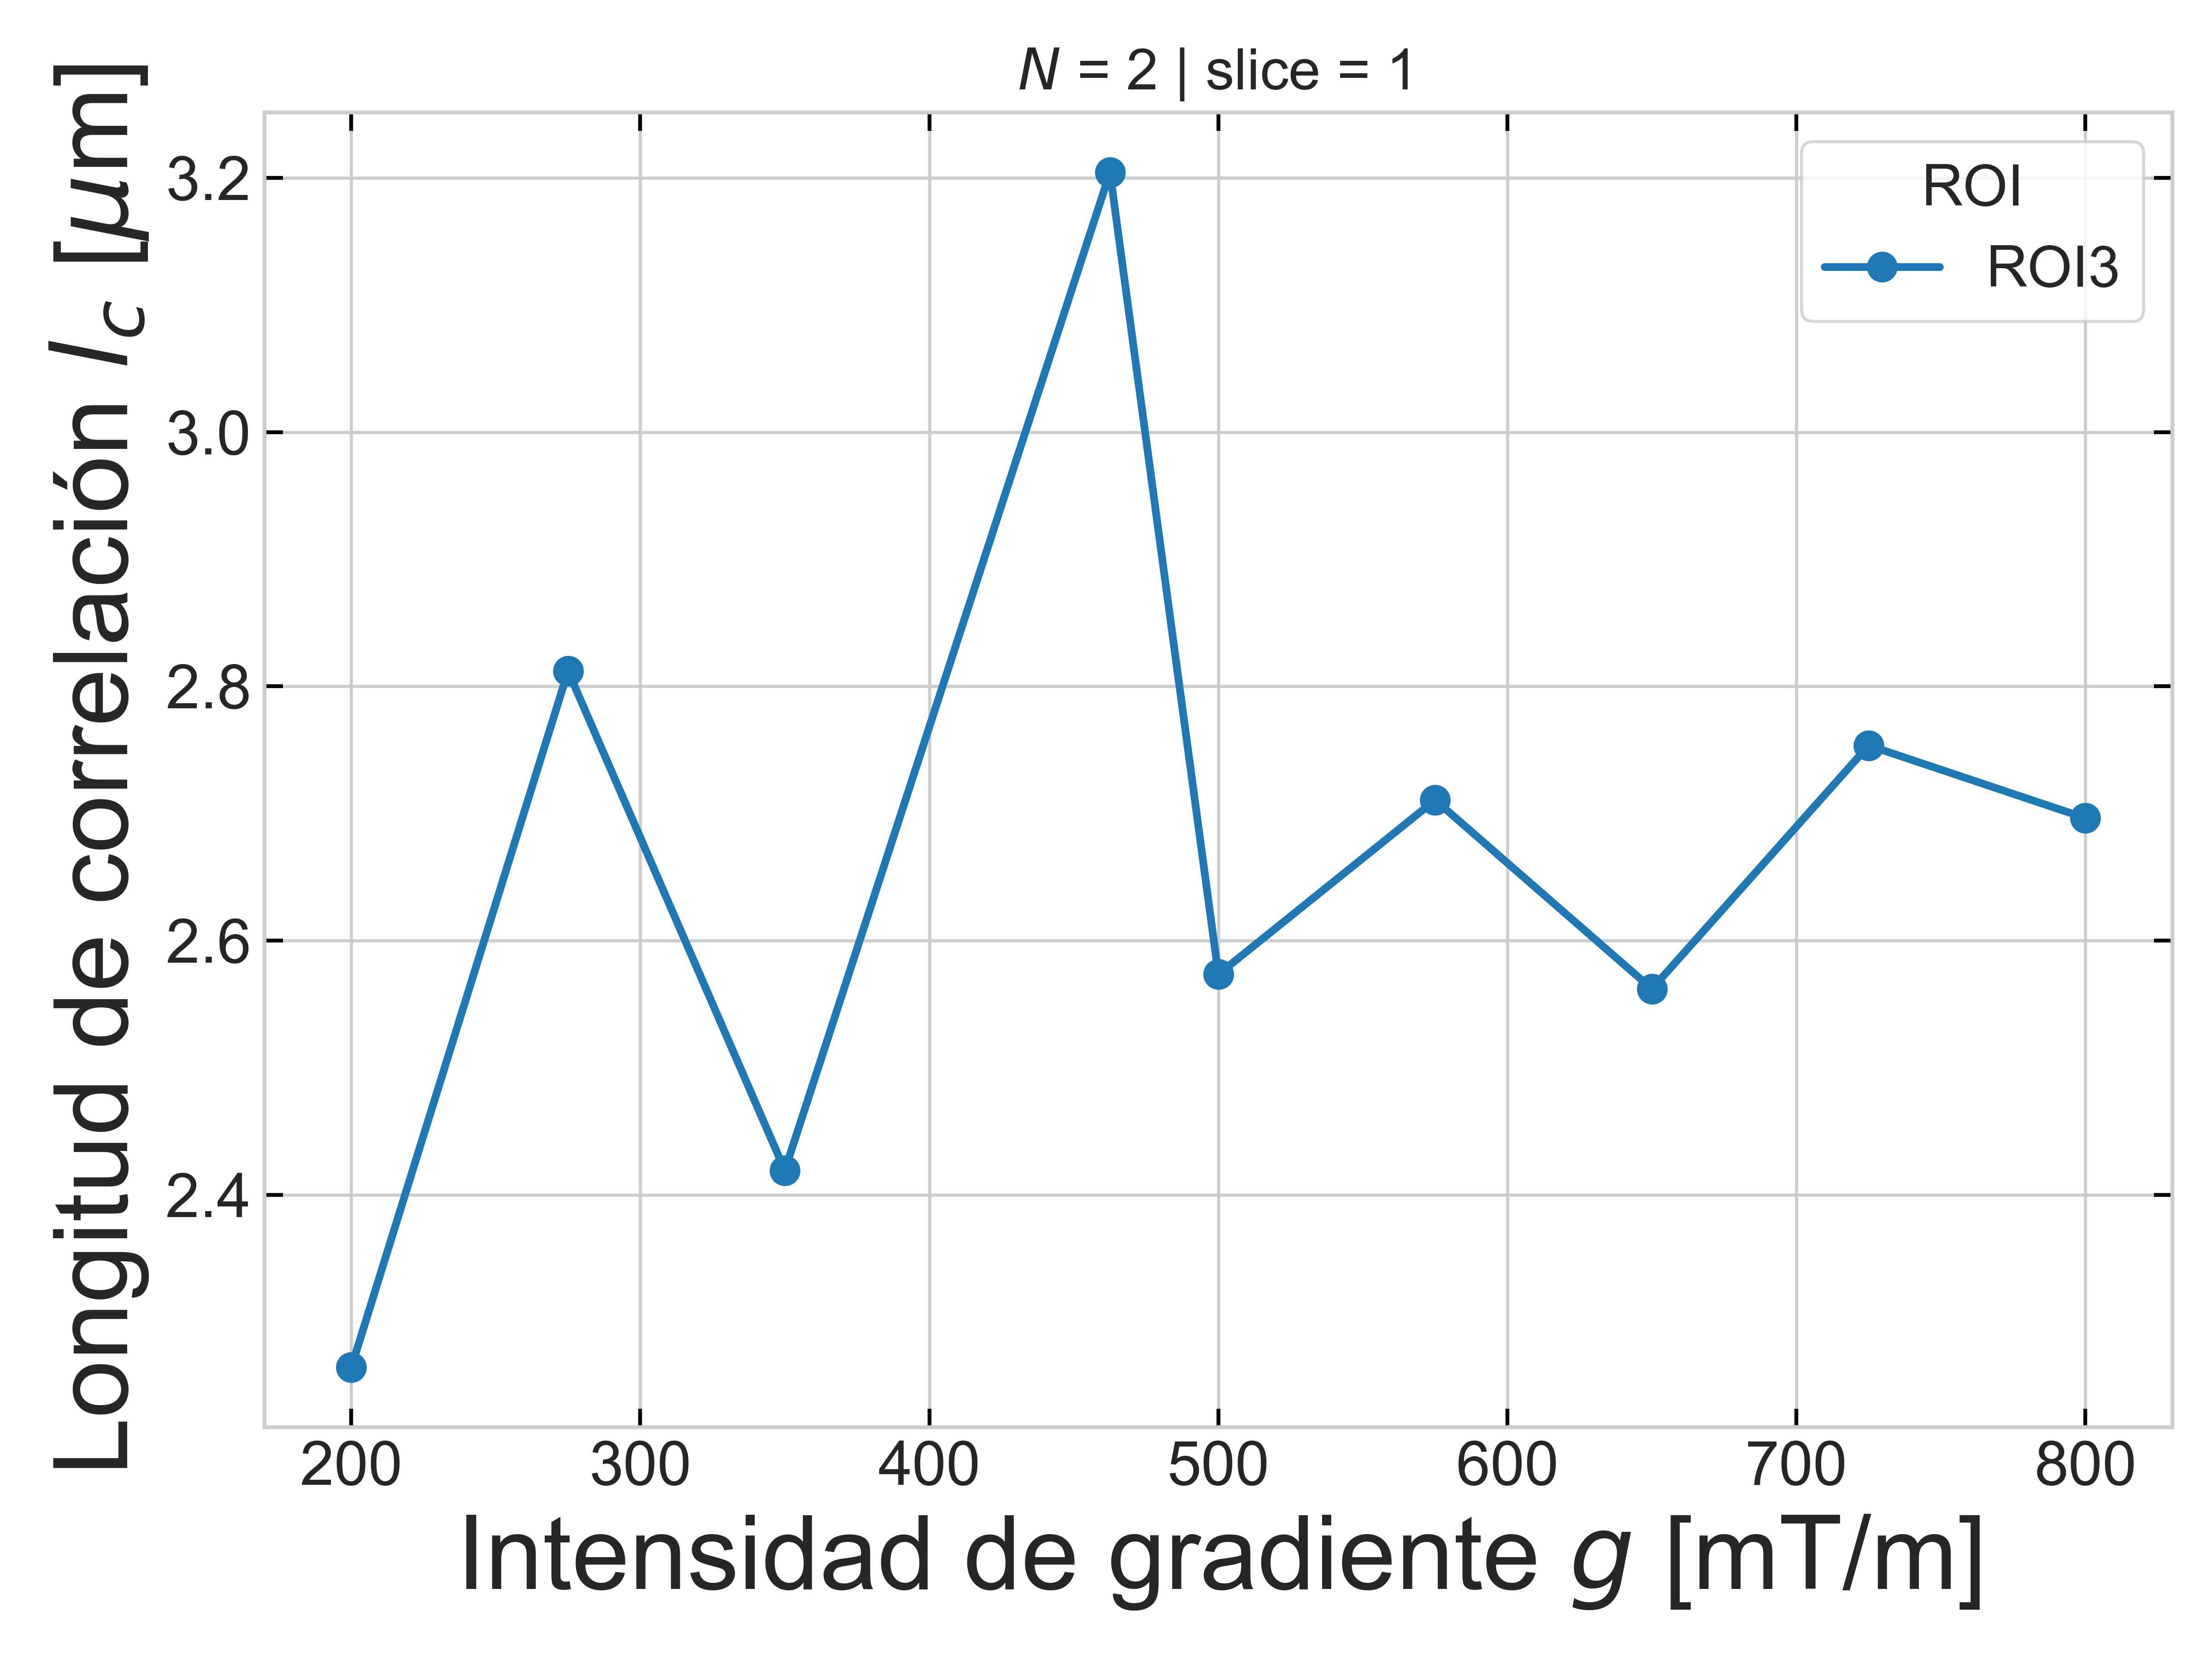 N = 2 | slice = 1
Longitud de correlación l_c [μm]
3.2
3.0
2.8
2.6
2.4
ROI
ROI3
200 300 400 500 600 700 800
Intensidad de gradiente g [mT/m]